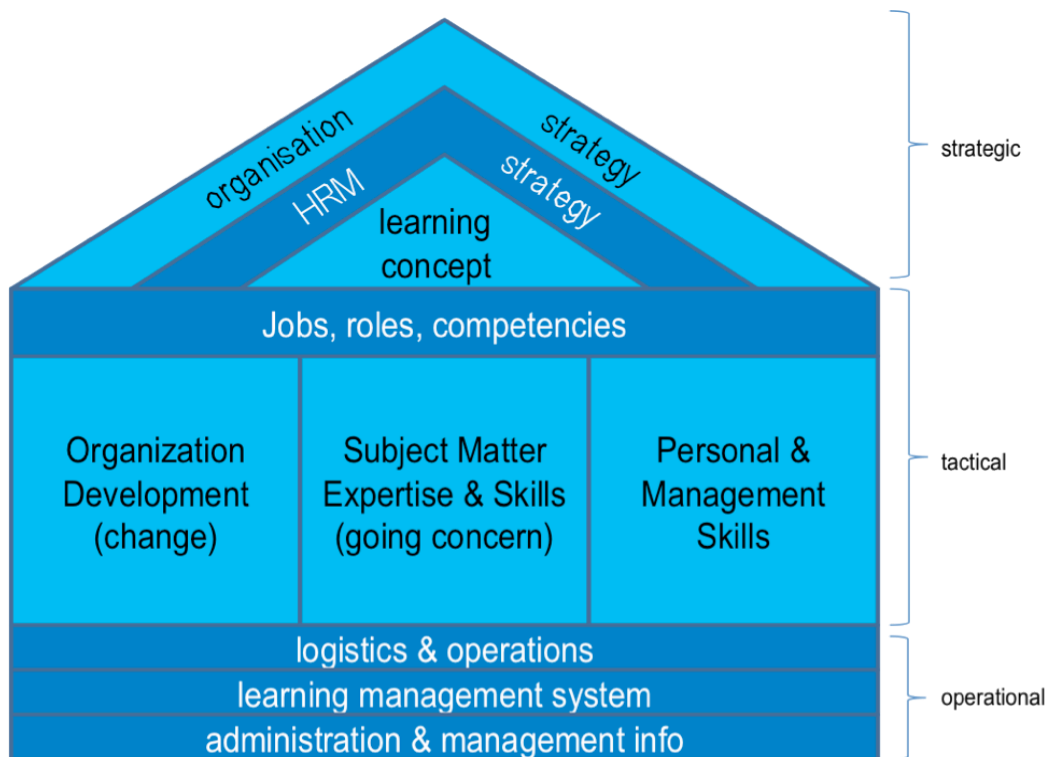 organisation strategy
HRM strategy
learning
concept
strategic
Jobs, roles, competencies
Organization
Development
(change)
Subject Matter
Expertise & Skills
(going concern)
Personal &
Management
Skills
tactical
logistics & operations
learning management system
administration & management info
operational